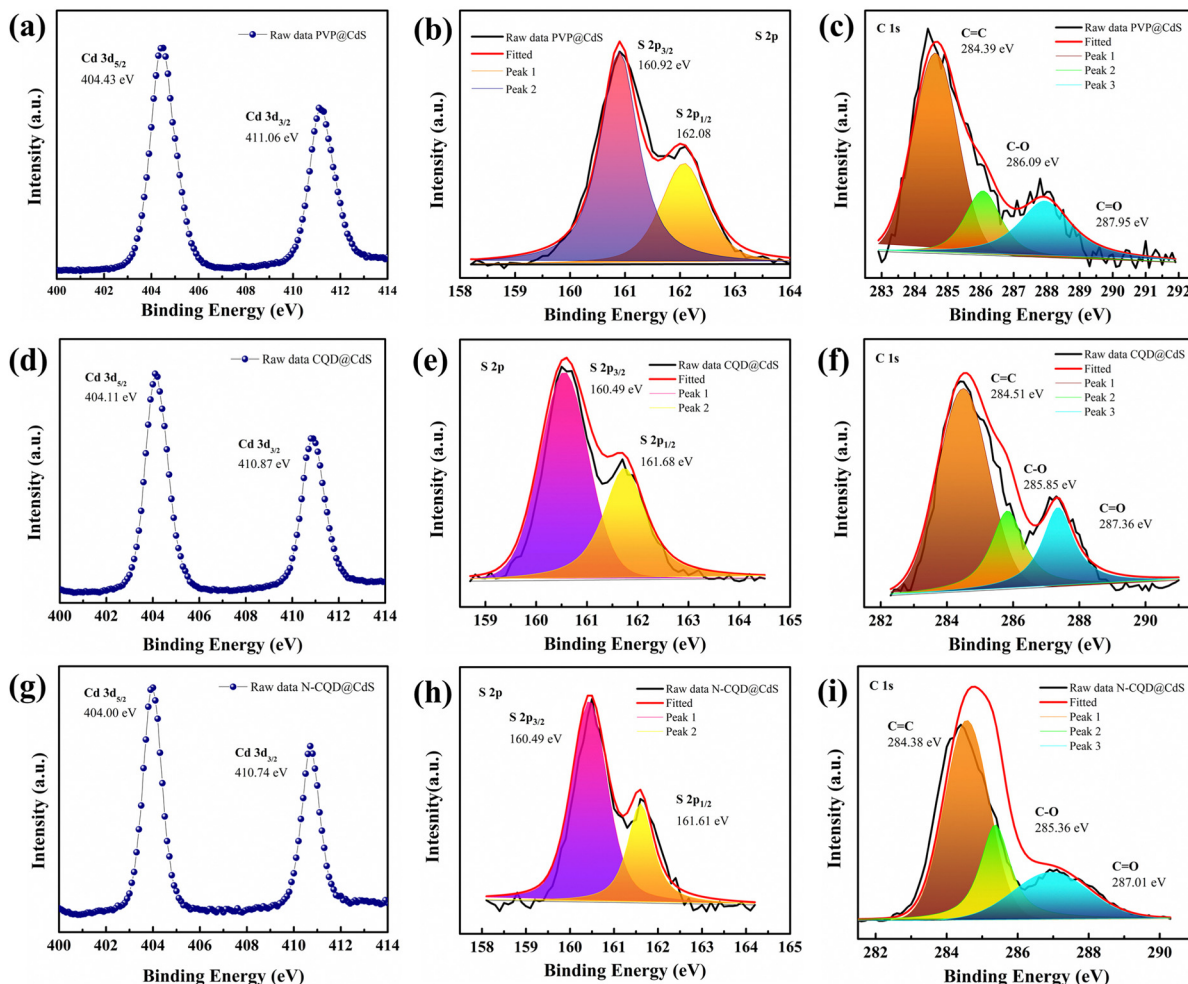 (a)
Raw data PVP@CdS
Cd 3d5/2
404.43 eV
Cd 3d3/2
411.06 eV
Intensity (a.u.)
400 402 404 406 408 410 412 414
Binding Energy (eV)
(b)
Raw data PVP@CdS
Fitted
Peak 1
Peak 2
S 2p
S 2p3/2
160.92 eV
S 2p1/2
162.08
Intensity (a.u.)
158 159 160 161 162 163 164
Binding Energy (eV)
(c)
C 1s
Raw data PVP@CdS
Fitted
Peak 1
Peak 2
Peak 3
C=C
284.39 eV
C-O
286.09 eV
C=O
287.95 eV
Intensity (a.u.)
283 284 285 286 287 288 289 290 291 292
Binding Energy (eV)
(d)
Raw data CQD@CdS
Cd 3d5/2
404.11 eV
Cd 3d3/2
410.87 eV
Intensity (a.u.)
400 402 404 406 408 410 412 414
Binding Energy (eV)
(e)
S 2p
S 2p3/2
160.49 eV
Raw data CQD@CdS
Fitted
Peak 1
Peak 2
S 2p1/2
161.68 eV
Intensity (a.u.)
159 160 161 162 163 164 165
Binding Energy (eV)
(f)
C 1s
Raw data CQD@CdS
Fitted
Peak 1
Peak 2
Peak 3
C=C
284.51 eV
C-O
285.85 eV
C=O
287.36 eV
Intensity (a.u.)
282 284 286 288 290
Binding Energy (eV)
(g)
Raw data N-CQD@CdS
Cd 3d5/2
404.00 eV
Cd 3d3/2
410.74 eV
Intensity (a.u.)
400 402 404 406 408 410 412 414
Binding Energy (eV)
(h)
S 2p
Raw data N-CQD@CdS
Fitted
Peak 1
Peak 2
S 2p3/2
160.49 eV
S 2p1/2
161.61 eV
Intesnity(a.u.)
158 159 160 161 162 163 164 165
Binding Energy (eV)
(i)
C 1s
Raw data N-CQD@CdS
Fitted
Peak 1
Peak 2
Peak 3
C=C
284.38 eV
C-O
285.36 eV
C=O
287.01 eV
Intensity (a.u.)
282 284 286 288 290
Binding Energy (eV)